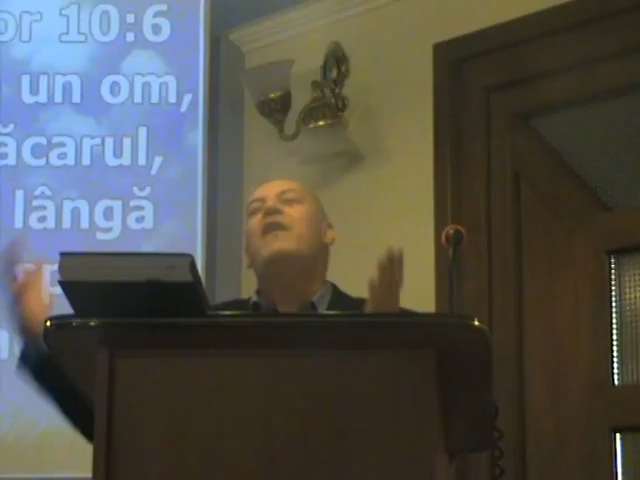 or 10:6
un om,
ăcarul,
lângă